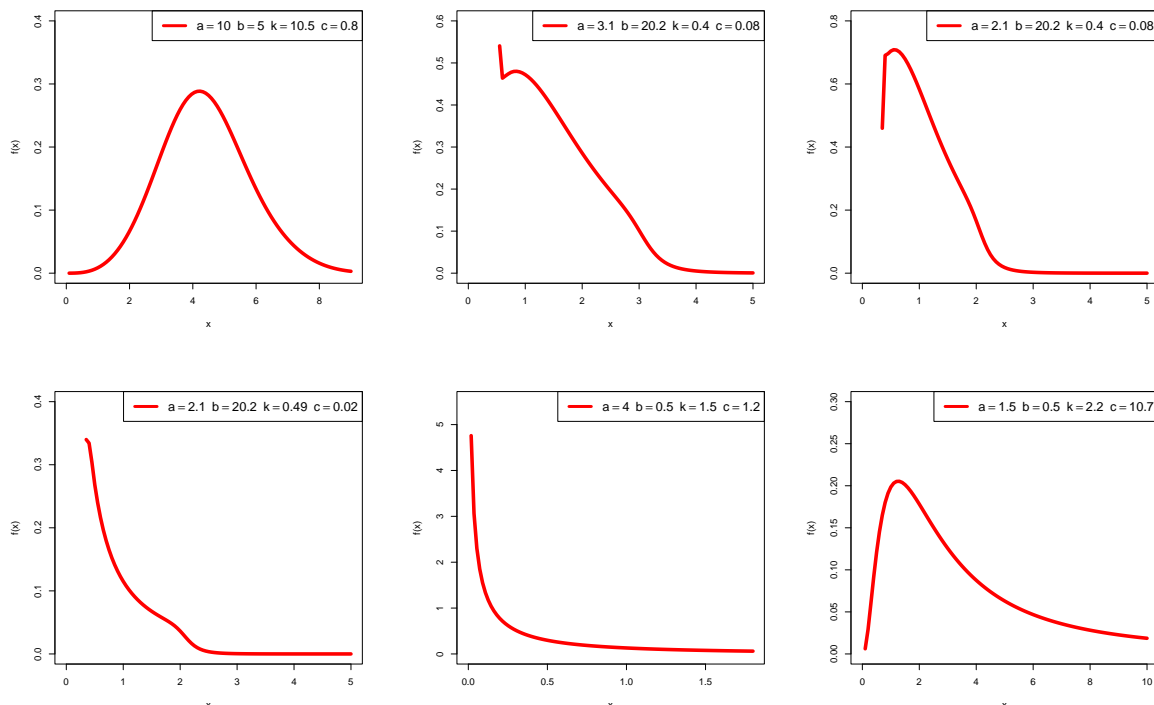 a = 10 b = 5 k = 10.5 c = 0.8
f(x)
0.0 0.1 0.2 0.3 0.4
0 2 4 6 8
x
a = 3.1 b = 20.2 k = 0.4 c = 0.08
f(x)
0.0 0.1 0.2 0.3 0.4 0.5 0.6
0 1 2 3 4 5
x
a = 2.1 b = 20.2 k = 0.4 c = 0.08
f(x)
0.0 0.2 0.4 0.6 0.8
0 1 2 3 4 5
x
a = 2.1 b = 20.2 k = 0.49 c = 0.02
f(x)
0.0 0.1 0.2 0.3 0.4
0 1 2 3 4 5
x
a = 4 b = 0.5 k = 1.5 c = 1.2
f(x)
0 1 2 3 4 5
0.0 0.5 1.0 1.5
x
a = 1.5 b = 0.5 k = 2.2 c = 10.7
f(x)
0.00 0.05 0.10 0.15 0.20 0.25 0.30
0 2 4 6 8 10
x